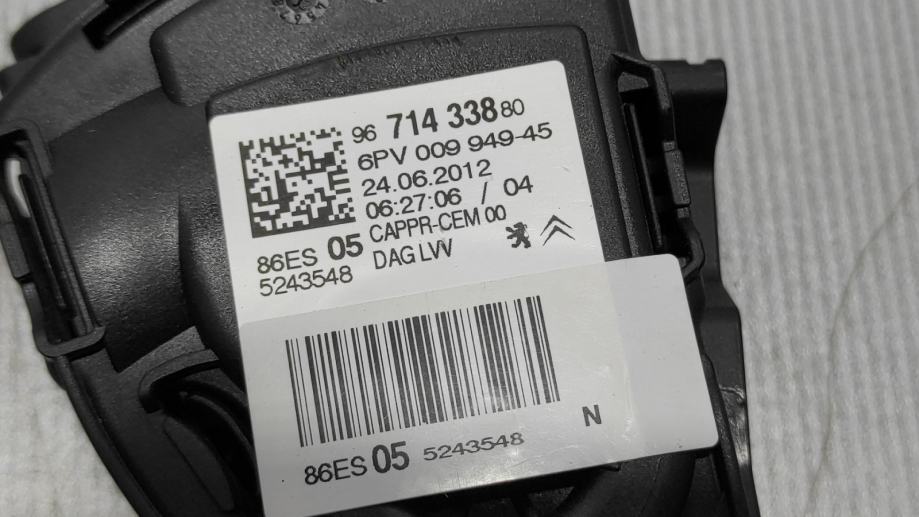 96 714 338 80
6PV 009 949-45
24.06.2012
06:27:06 / 04
CAPPR-CEM 00
86ES 05 DAG LVV
5243548
86ES 05 5243548 N